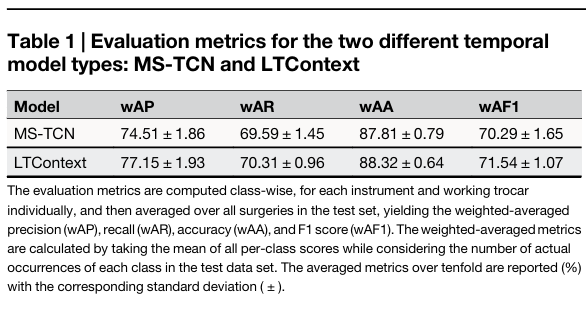 Table 1 | Evaluation metrics for the two different temporal
model types: MS-TCN and LTContext
Model wAP wAR wAA wAF1
MS-TCN 74.51 ± 1.86 69.59 ± 1.45 87.81 ± 0.79 70.29 ± 1.65
LTContext 77.15 ± 1.93 70.31 ± 0.96 88.32 ± 0.64 71.54 ± 1.07
The evaluation metrics are computed class-wise, for each instrument and working trocar
individually, and then averaged over all surgeries in the test set, yielding the weighted-averaged
precision (wAP), recall (wAR), accuracy (wAA), and F1 score (wAF1). The weighted-averaged metrics
are calculated by taking the mean of all per-class scores while considering the number of actual
occurrences of each class in the test data set. The averaged metrics over tenfold are reported (%)
with the corresponding standard deviation ( ± ).